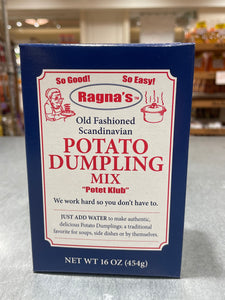 So Good!
So Easy!
Ragna's
Old Fashioned
Scandinavian
POTATO
DUMPLING
MIX
"Potet Klub"
We work hard so you don't have to.
JUST ADD WATER to make authentic,
delicious Potato Dumplings; a traditional
favorite for soups, side dishes or by themselves.
NET WT 16 OZ (454g)